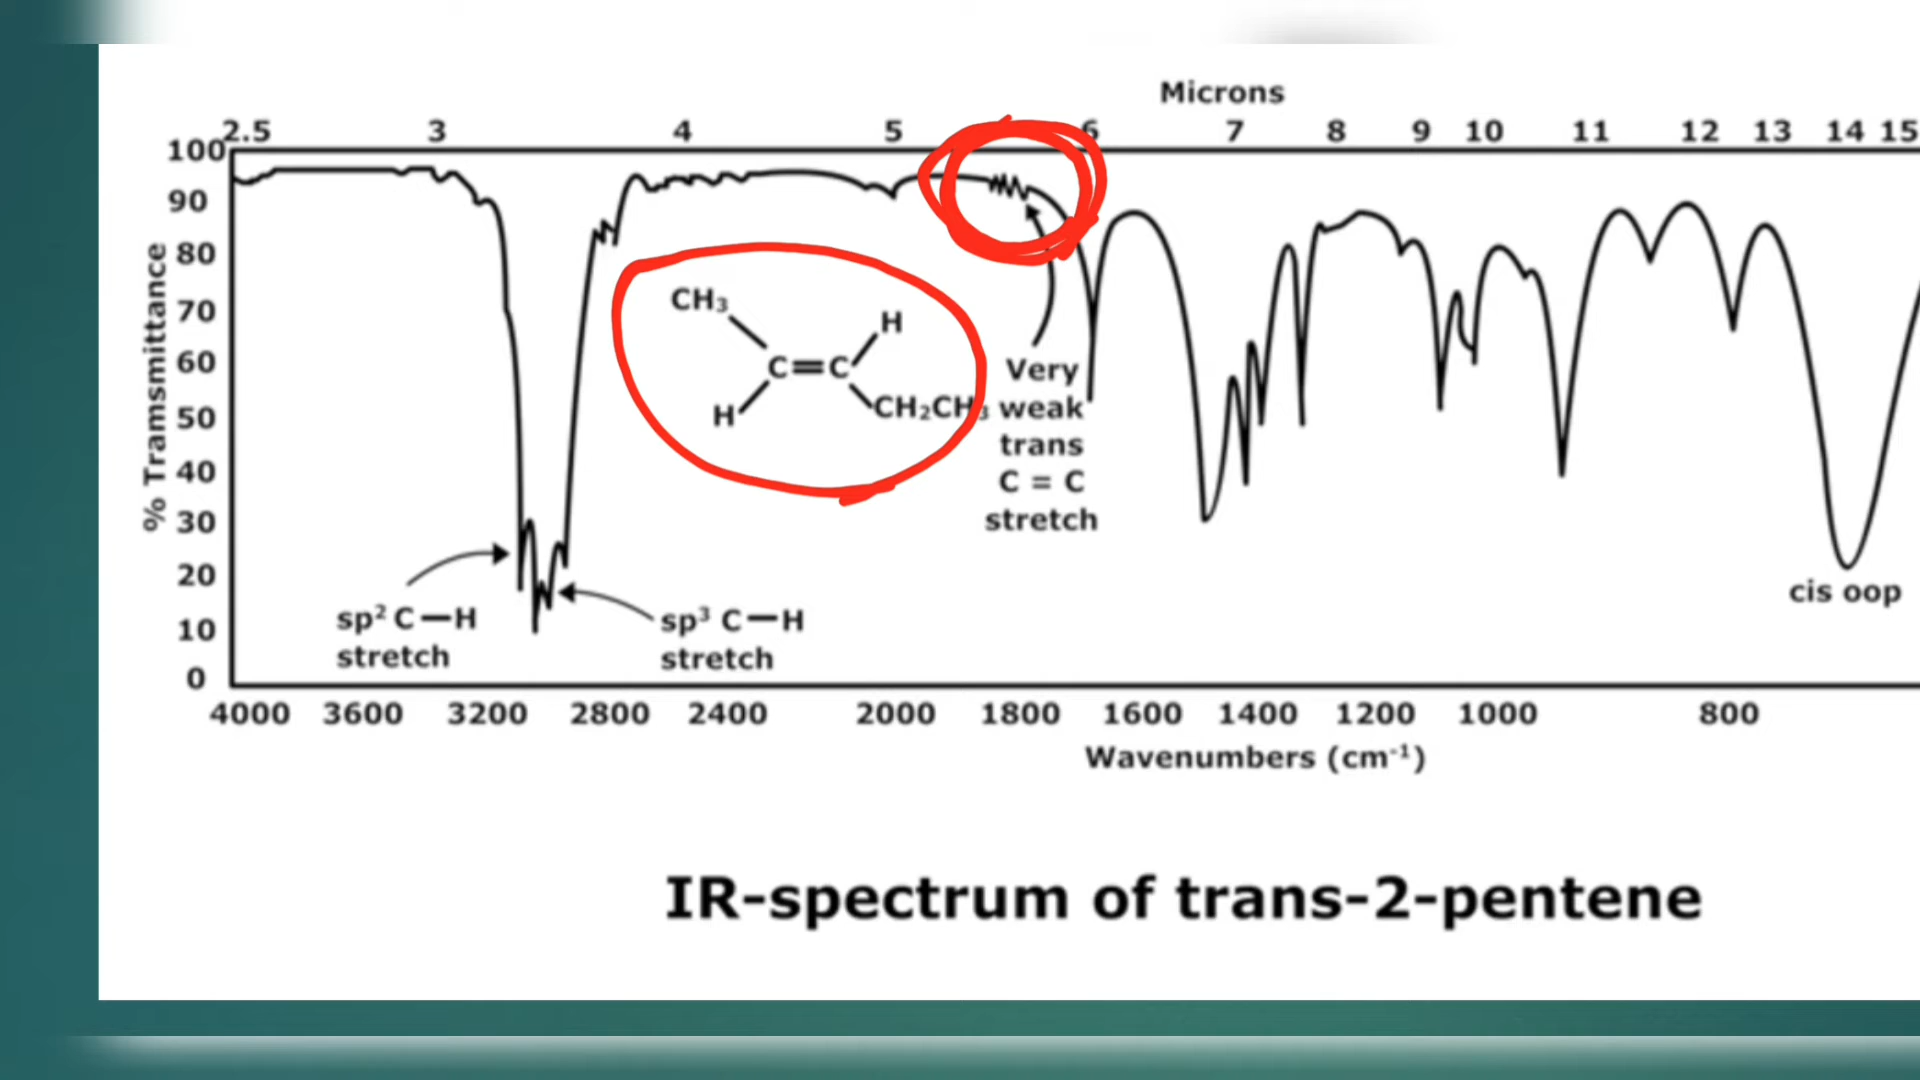 Microns
2.5 3 4 5 6 7 8 9 10 11 12 13 14 15
100
90
80
70
60
50
40
30
20
10
0
% Transmittance
CH₃
H
C=C
H
CH₂CH₃
Very
weak
trans
C = C
stretch
sp² C—H
stretch
sp³ C—H
stretch
cis oop
4000 3600 3200 2800 2400 2000 1800 1600 1400 1200 1000 800
Wavenumbers (cm⁻¹)
IR-spectrum of trans-2-pentene